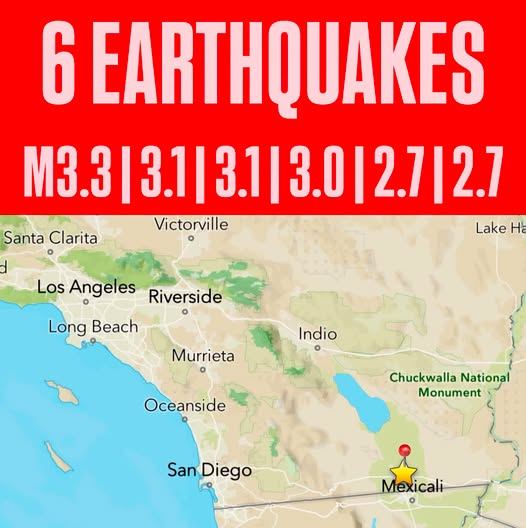 6 EARTHQUAKES
M3.3|3.1|3.1|3.0|2.7|2.7
Victorville
Lake Ha
Santa Clarita
d
Los Angeles
Riverside
Long Beach
Indio
Murrieta
Chuckwalla National
Monument
Oceanside
San Diego
Mexicali